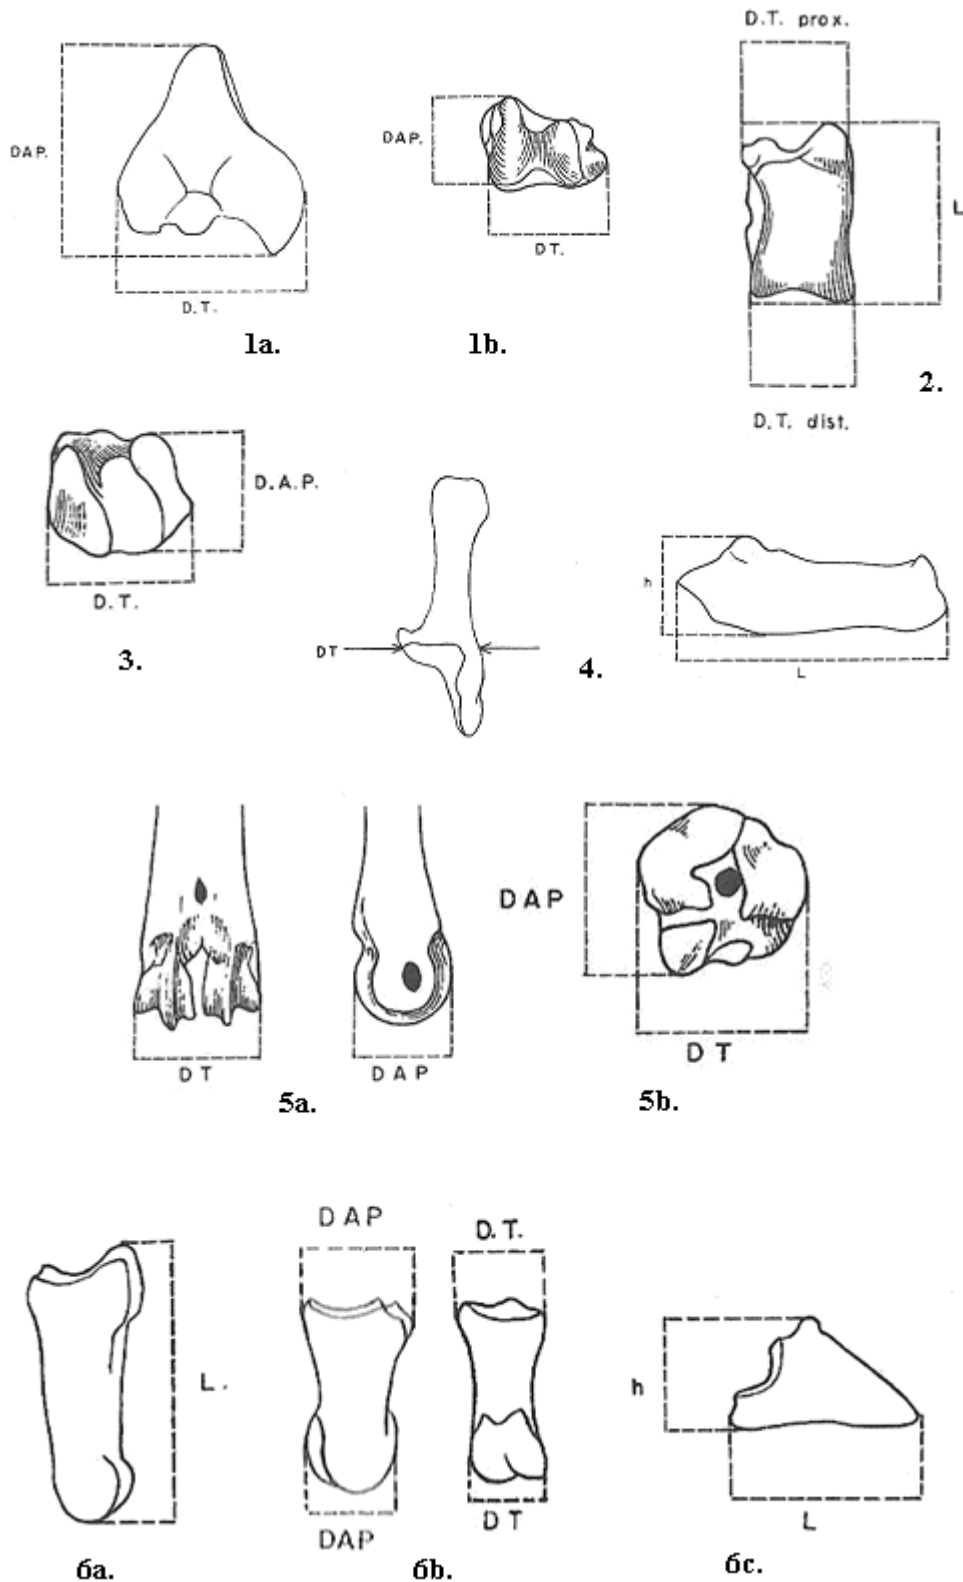 D.T. prox.
DAP.
D.T.
1a.
DAP.
DT.
1b.
L
2.
D.T. dist.
D.A.P.
D.T.
3.
DT
4.
h
L
DT
DAP
5a.
DAP
DT
5b.
L.
6a.
DAP
D.T.
DAP
DT
6b.
h
L
6c.